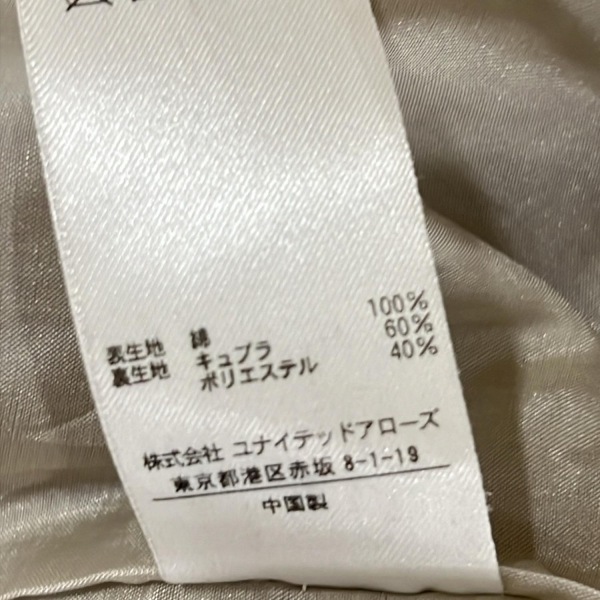 表生地 綿 100%
裏生地 キュプラ 60%
ポリエステル 40%
株式会社 ユナイテッドアローズ
東京都港区赤坂 8-1-19
中国製